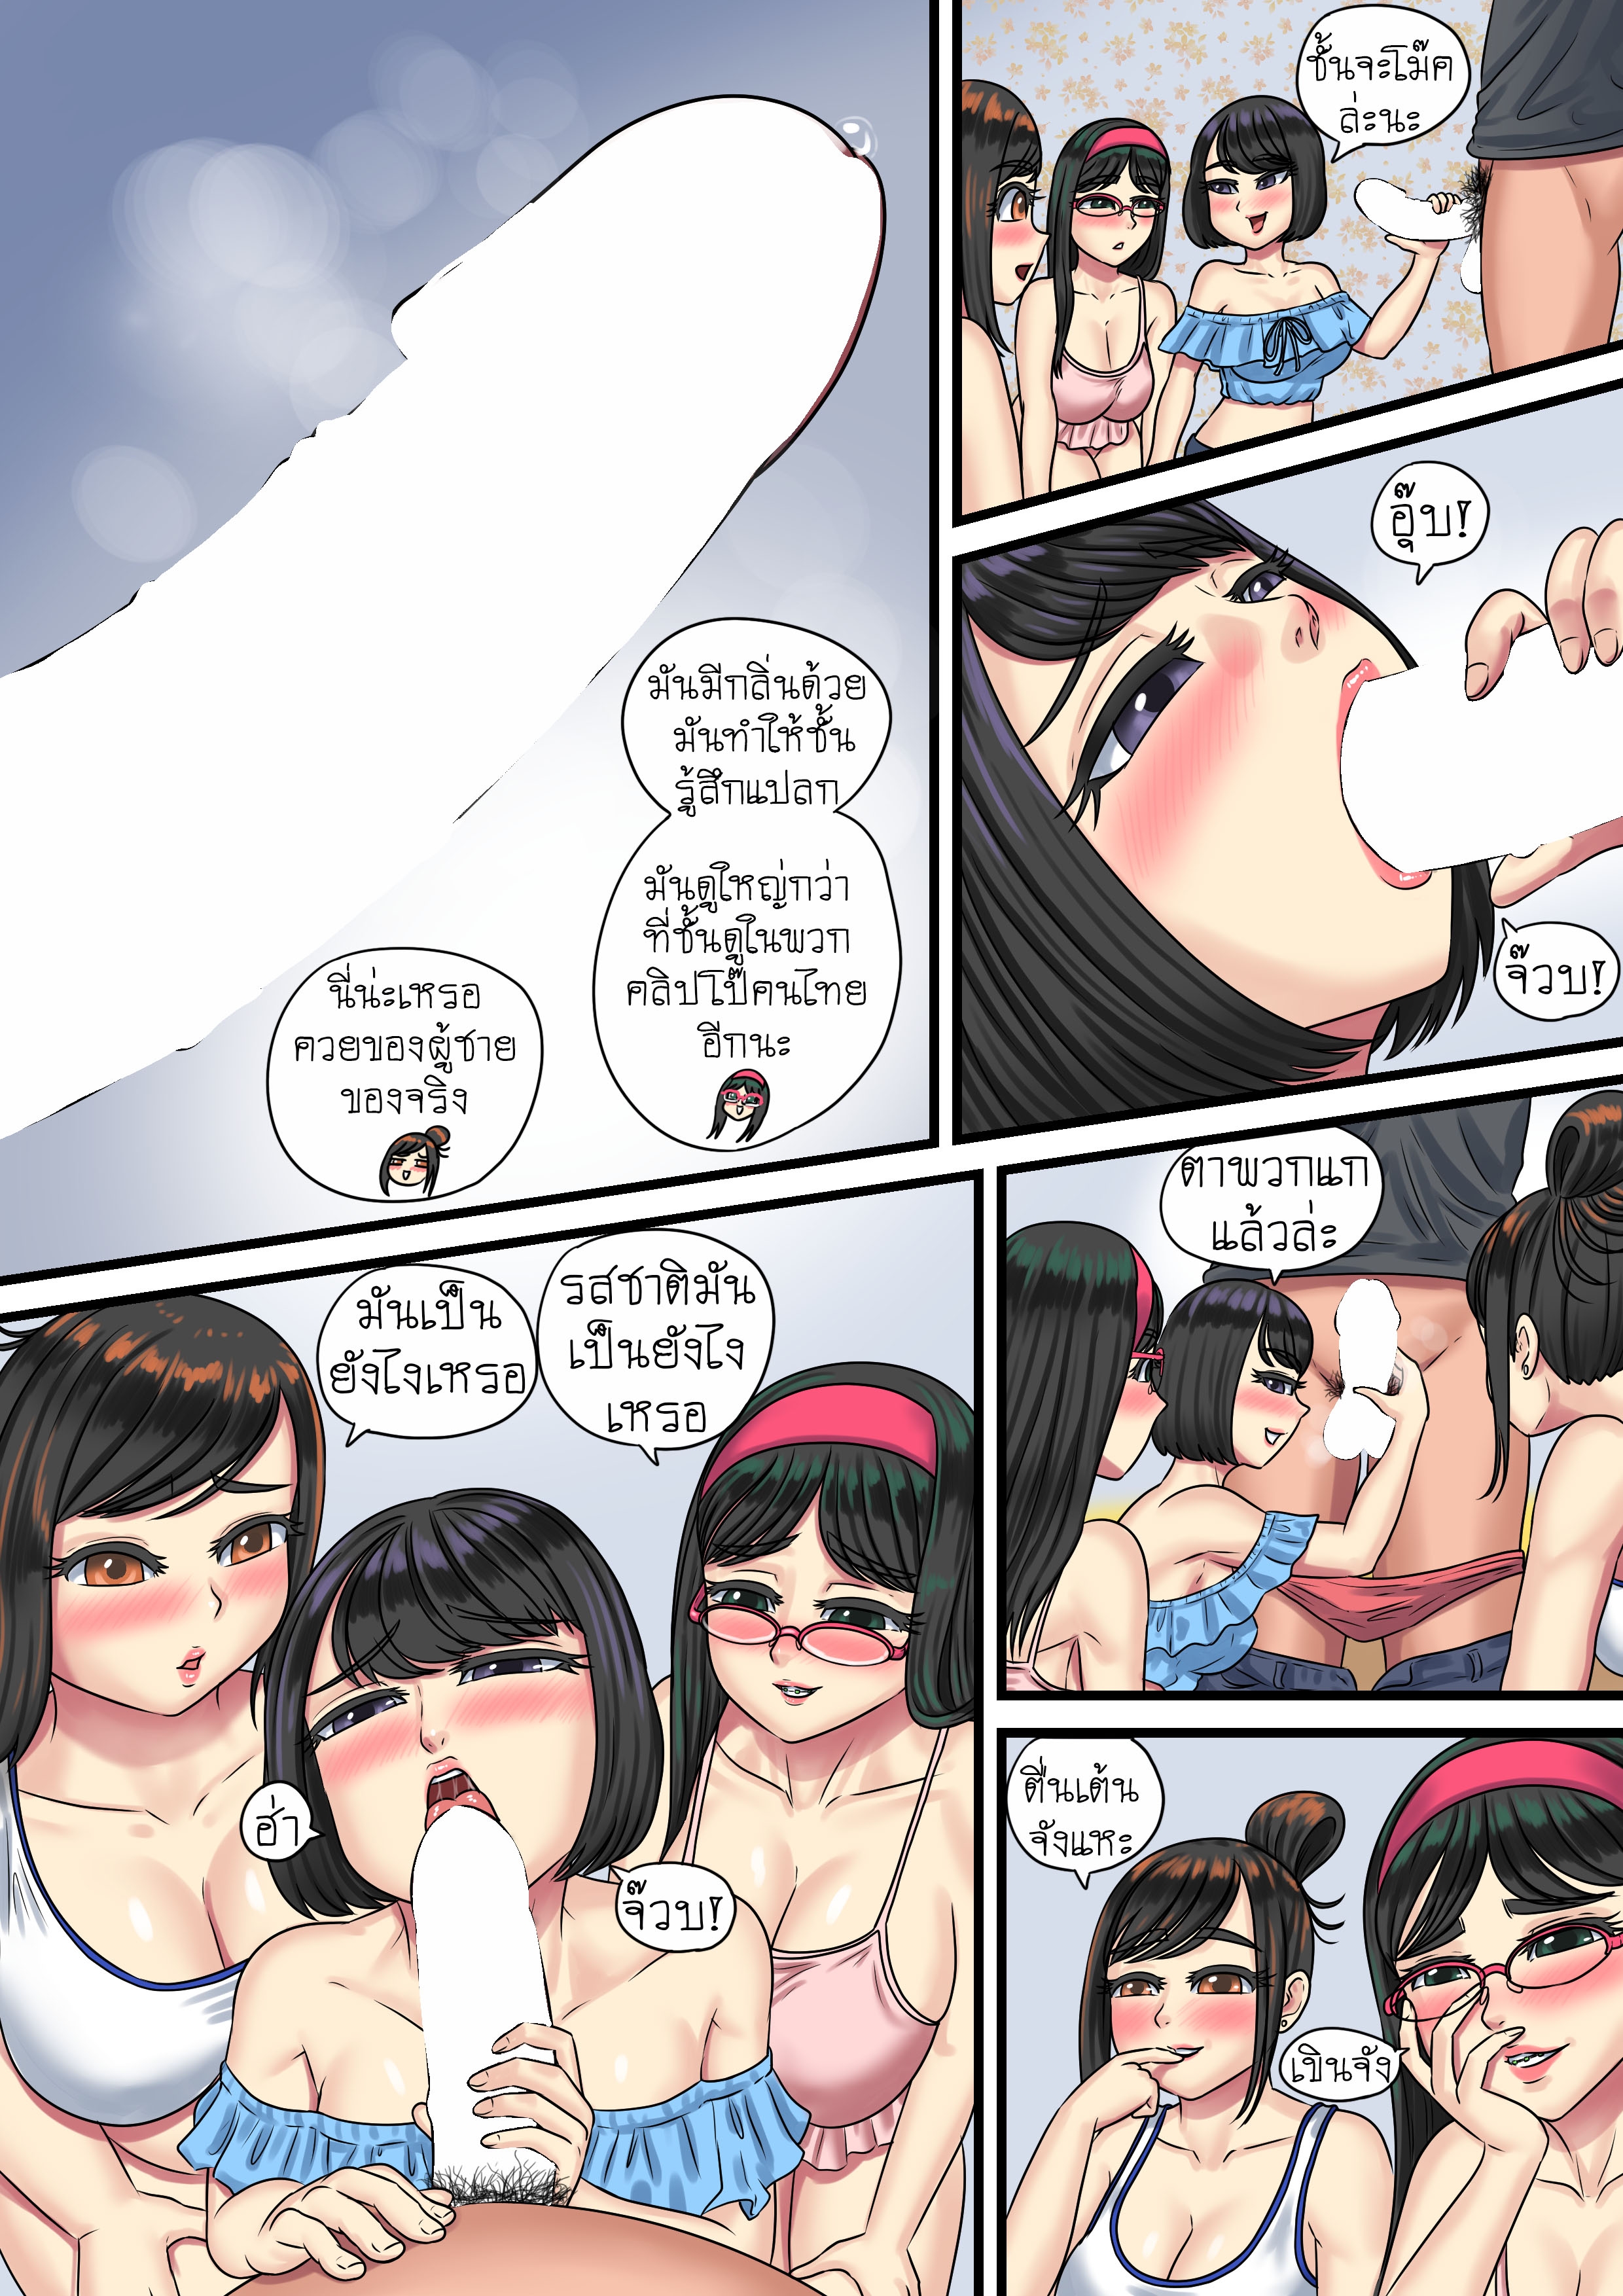 มันมีกลิ่นด้วย
มันทำให้ชั้น
รู้สึกแปลก
มันดูใหญ่กว่า
ที่ชั้นดูในพวก
คลิปโป๊คนไทย
อีกนะ
นี่น่ะเหรอ
ควยของผู้ชาย
ของจริง
ชั้นจะโม๊ค
ล่ะนะ
อุ๊บ!
จ๊วบ!
มันเป็น
ยังไงเหรอ
รสชาติมัน
เป็นยังไง
เหรอ
ฮ่า
จ๊วบ!
ตาพวกแก
แล้วล่ะ
ตื่นเต้น
จังแหะ
เขินจัง